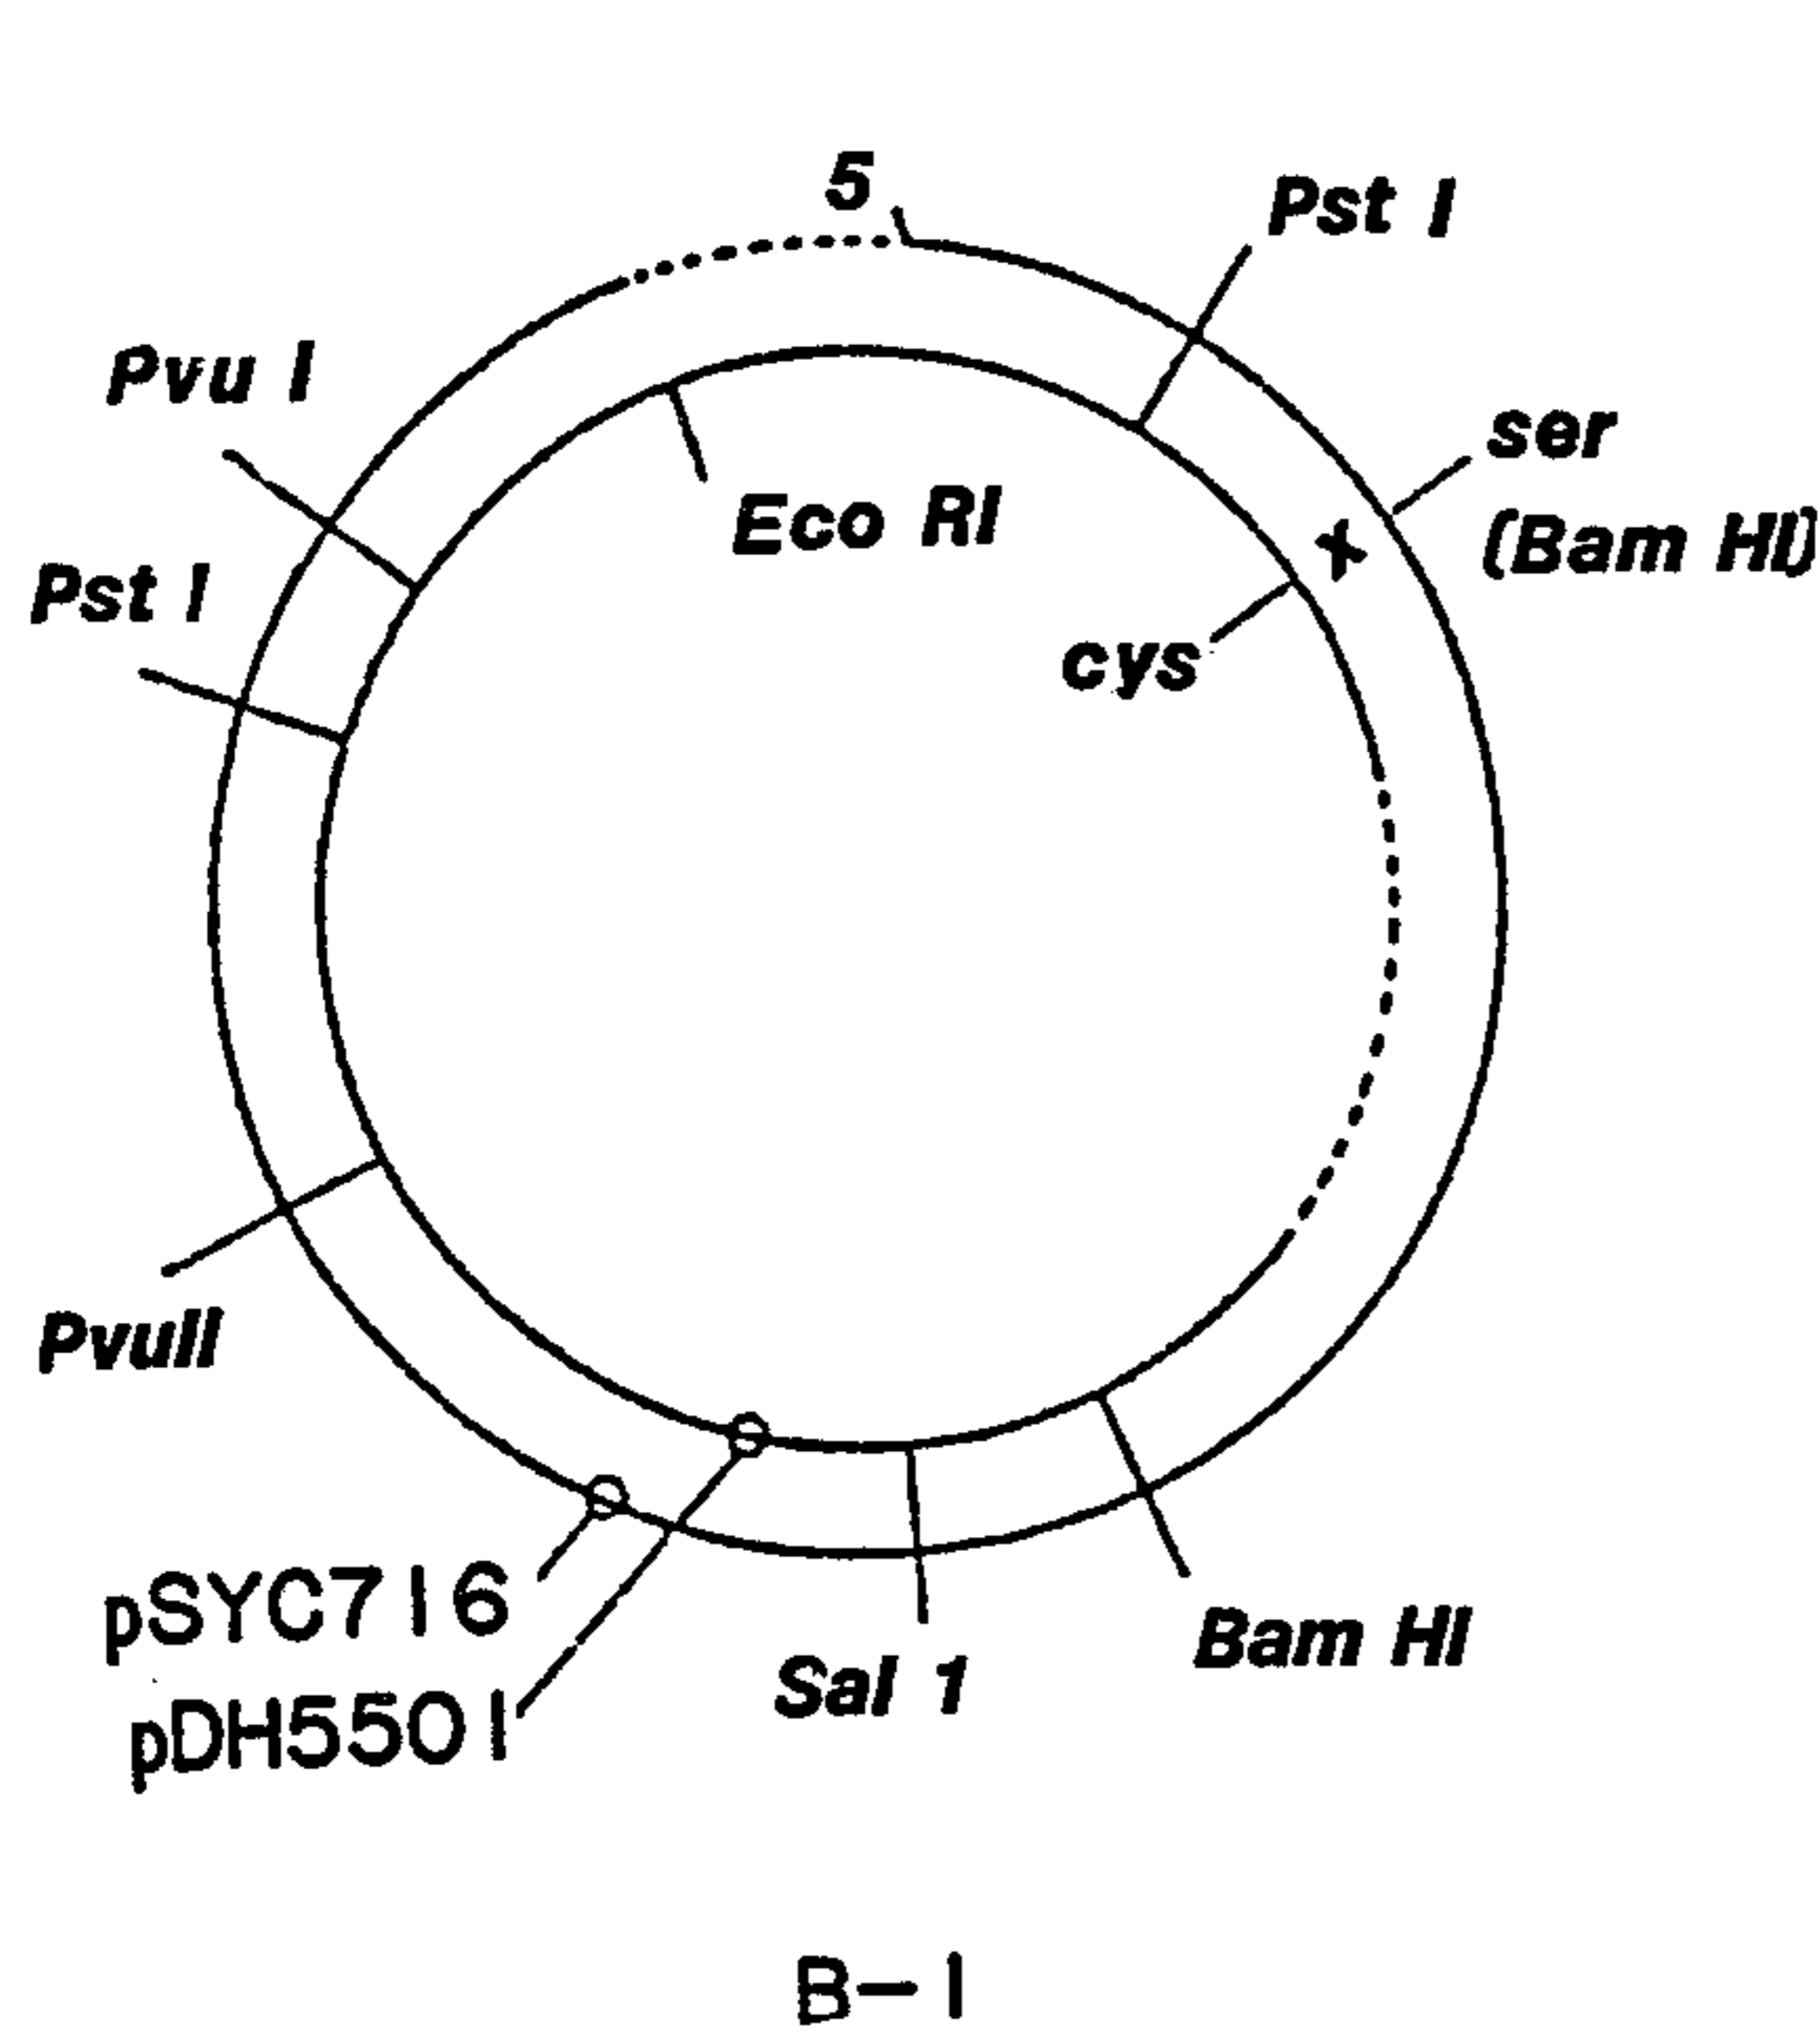 5
Pst I
Pvu I
ser
(Bam HI)
Eco RI
Pst I
cys
PvuII
pSYC716
Bam HI
Sal 1
pDH5501
B-1